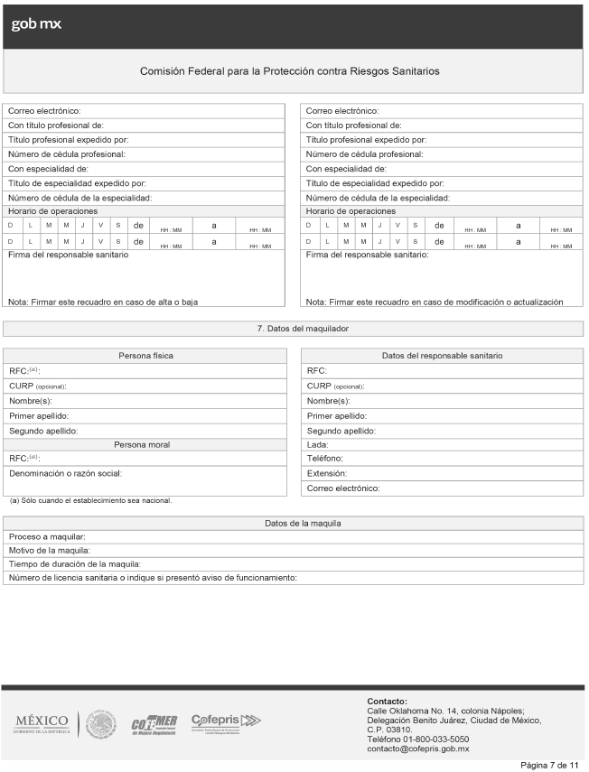 gob mx
Comisión Federal para la Protección contra Riesgos Sanitarios
Correo electrónico:
Con título profesional de:
Título profesional expedido por:
Número de cédula profesional:
Con especialidad de:
Título de especialidad expedido por:
Número de cédula de la especialidad:
Horario de operaciones
D L M M J V S de HH : MM a HH : MM
D L M M J V S de HH : MM a HH : MM
Firma del responsable sanitario
Nota: Firmar este recuadro en caso de alta o baja
Correo electrónico:
Con título profesional de:
Título profesional expedido por:
Número de cédula profesional:
Con especialidad de:
Título de especialidad expedido por:
Número de cédula de la especialidad:
Horario de operaciones
D L M M J V S de HH : MM a HH : MM
D L M M J V S de HH : MM a HH : MM
Firma del responsable sanitario:
Nota: Firmar este recuadro en caso de modificación o actualización
7. Datos del maquilador
Persona física
RFC:(a):
CURP (opcional):
Nombre(s):
Primer apellido:
Segundo apellido:
Persona moral
RFC:(a):
Denominación o razón social:
(a) Sólo cuando el establecimiento sea nacional.
Datos del responsable sanitario
RFC:
CURP (opcional):
Nombre(s):
Primer apellido:
Segundo apellido:
Lada:
Teléfono:
Extensión:
Correo electrónico:
Datos de la maquila
Proceso a maquilar:
Motivo de la maquila:
Tiempo de duración de la maquila:
Número de licencia sanitaria o indique si presentó aviso de funcionamiento:
MÉXICO
GOBIERNO DE LA REPÚBLICA
COFEMER
de Mejora Regulatoria
Cofepris
Contacto:
Calle Oklahoma No. 14, colonia Nápoles;
Delegación Benito Juárez, Ciudad de México,
C.P. 03810.
Teléfono 01-800-033-5050
contacto@cofepris.gob.mx
Página 7 de 11